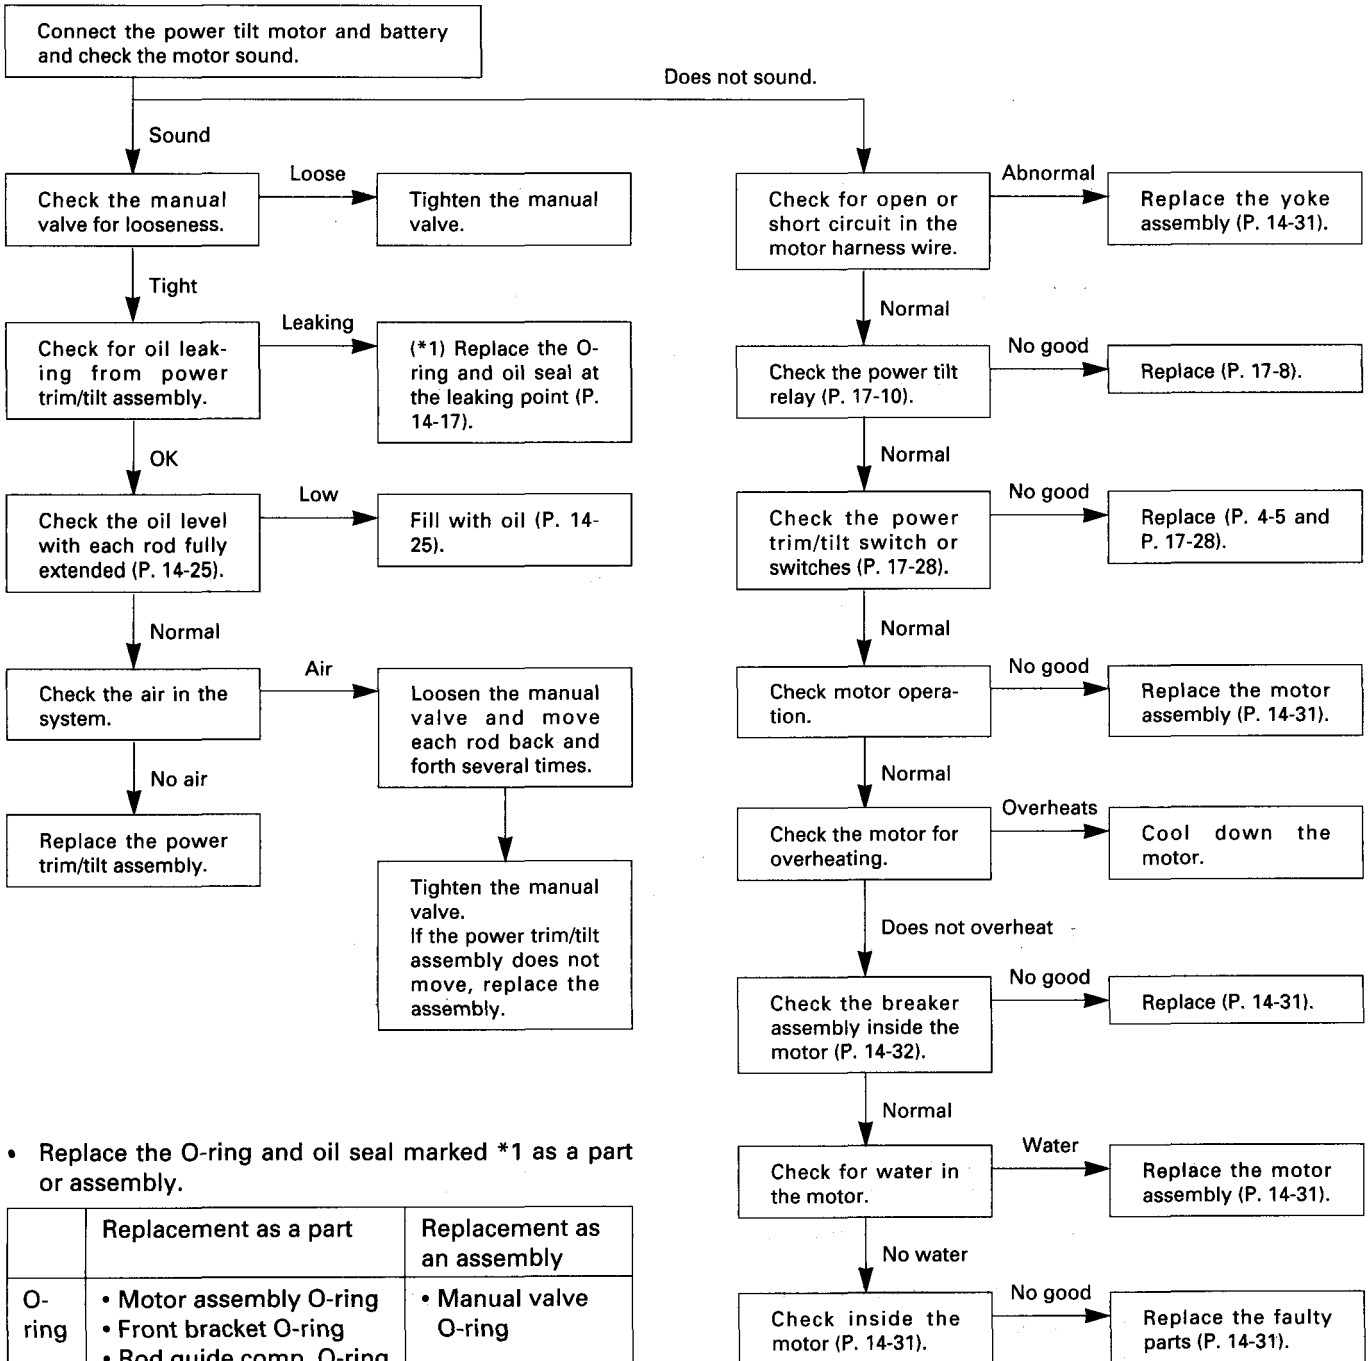 Connect the power tilt motor and battery
and check the motor sound.
Does not sound.
Sound
Check the manual
valve for looseness.
Loose
Tighten the manual
valve.
Tight
Check for oil leak-
ing from power
trim/tilt assembly.
Leaking
(*1) Replace the O-
ring and oil seal at
the leaking point (P.
14-17).
OK
Check the oil level
with each rod fully
extended (P. 14-25).
Low
Fill with oil (P. 14-
25).
Normal
Check the air in the
system.
Air
Loosen the manual
valve and move
each rod back and
forth several times.
No air
Replace the power
trim/tilt assembly.
Tighten the manual
valve.
If the power trim/tilt
assembly does not
move, replace the
assembly.
Check for open or
short circuit in the
motor harness wire.
Abnormal
Replace the yoke
assembly (P. 14-31).
Normal
Check the power tilt
relay (P. 17-10).
No good
Replace (P. 17-8).
Normal
Check the power
trim/tilt switch or
switches (P. 17-28).
No good
Replace (P. 4-5 and
P. 17-28).
Normal
Check motor opera-
tion.
No good
Replace the motor
assembly (P. 14-31).
Normal
Check the motor for
overheating.
Overheats
Cool down the
motor.
Does not overheat
Check the breaker
assembly inside the
motor (P. 14-32).
No good
Replace (P. 14-31).
Normal
Check for water in
the motor.
Water
Replace the motor
assembly (P. 14-31).
No water
Check inside the
motor (P. 14-31).
No good
Replace the faulty
parts (P. 14-31).
• Replace the O-ring and oil seal marked *1 as a part
or assembly.
Replacement as a part
Replacement as
an assembly
O-
ring
• Motor assembly O-ring
• Front bracket O-ring
• Rod guide comp. O-ring
• Manual valve
O-ring